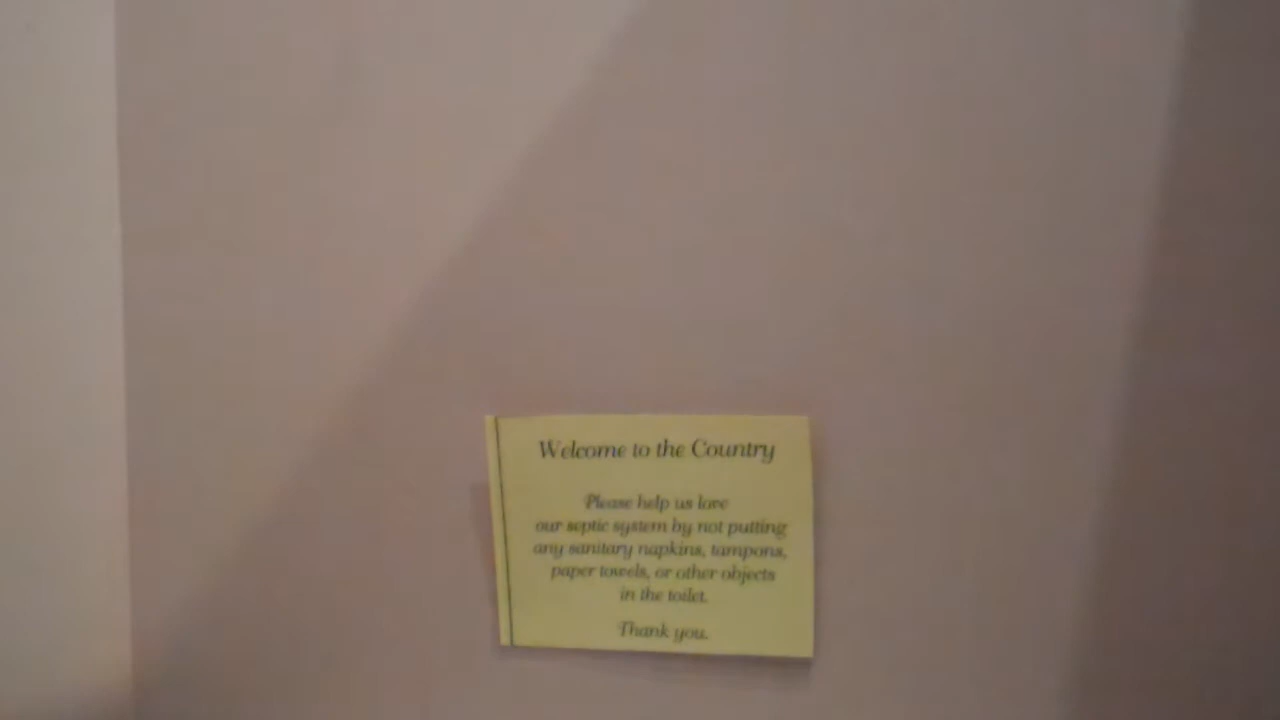 Welcome to the Country
Please help us love
our septic system by not putting
any sanitary napkins, tampons,
paper towels, or other objects
in the toilet.
Thank you.